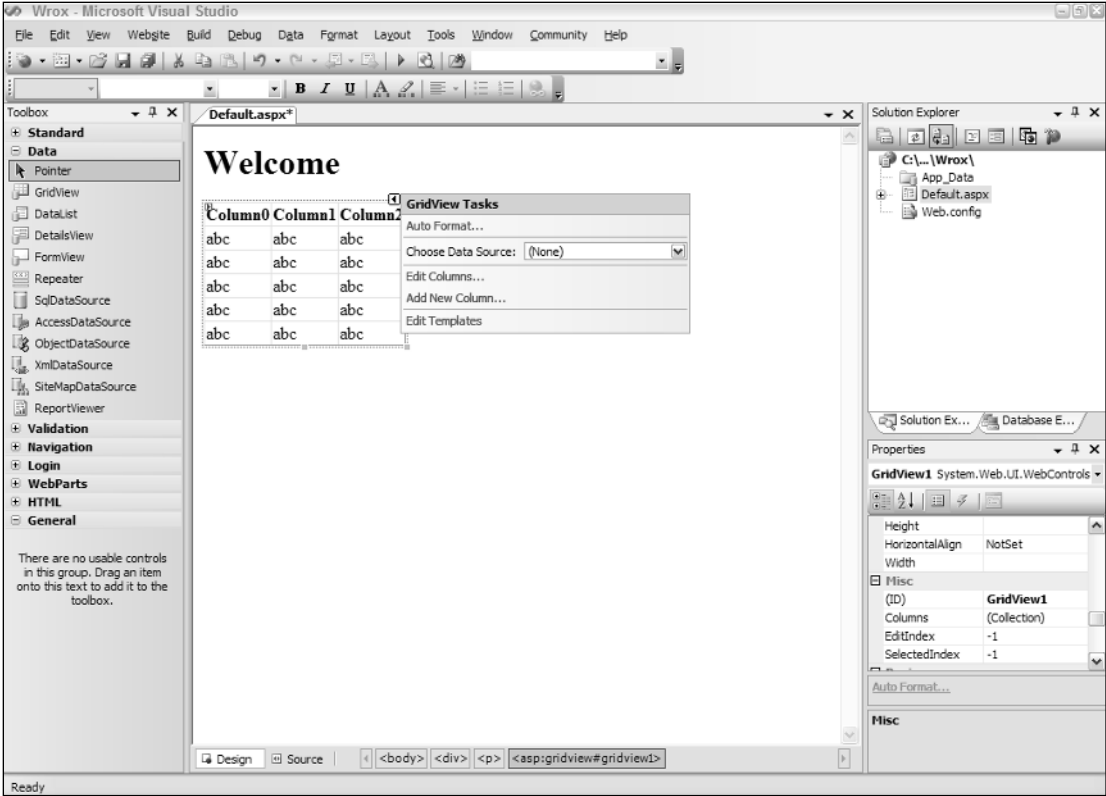 Wrox - Microsoft Visual Studio
File Edit View Website Build Debug Data Format Layout Tools Window Community Help
B I U A
Toolbox
Standard
Data
Pointer
GridView
DataList
DetailsView
FormView
Repeater
SqlDataSource
AccessDataSource
ObjectDataSource
XmlDataSource
SiteMapDataSource
ReportViewer
Validation
Navigation
Login
WebParts
HTML
General
There are no usable controls
in this group. Drag an item
onto this text to add it to the
toolbox.
Default.aspx*
Welcome
Column0 Column1 Column2
abc abc abc
abc abc abc
abc abc abc
abc abc abc
abc abc abc
GridView Tasks
Auto Format...
Choose Data Source: (None)
Edit Columns...
Add New Column...
Edit Templates
Design Source <body> <div> <p> <asp:gridview#gridview1>
Solution Explorer
C:\...\Wrox\
App_Data
Default.aspx
Web.config
Solution Ex... Database E...
Properties
GridView1 System.Web.UI.WebControls
Height
HorizontalAlign NotSet
Width
Misc
(ID) GridView1
Columns (Collection)
EditIndex -1
SelectedIndex -1
Auto Format...
Misc
Ready